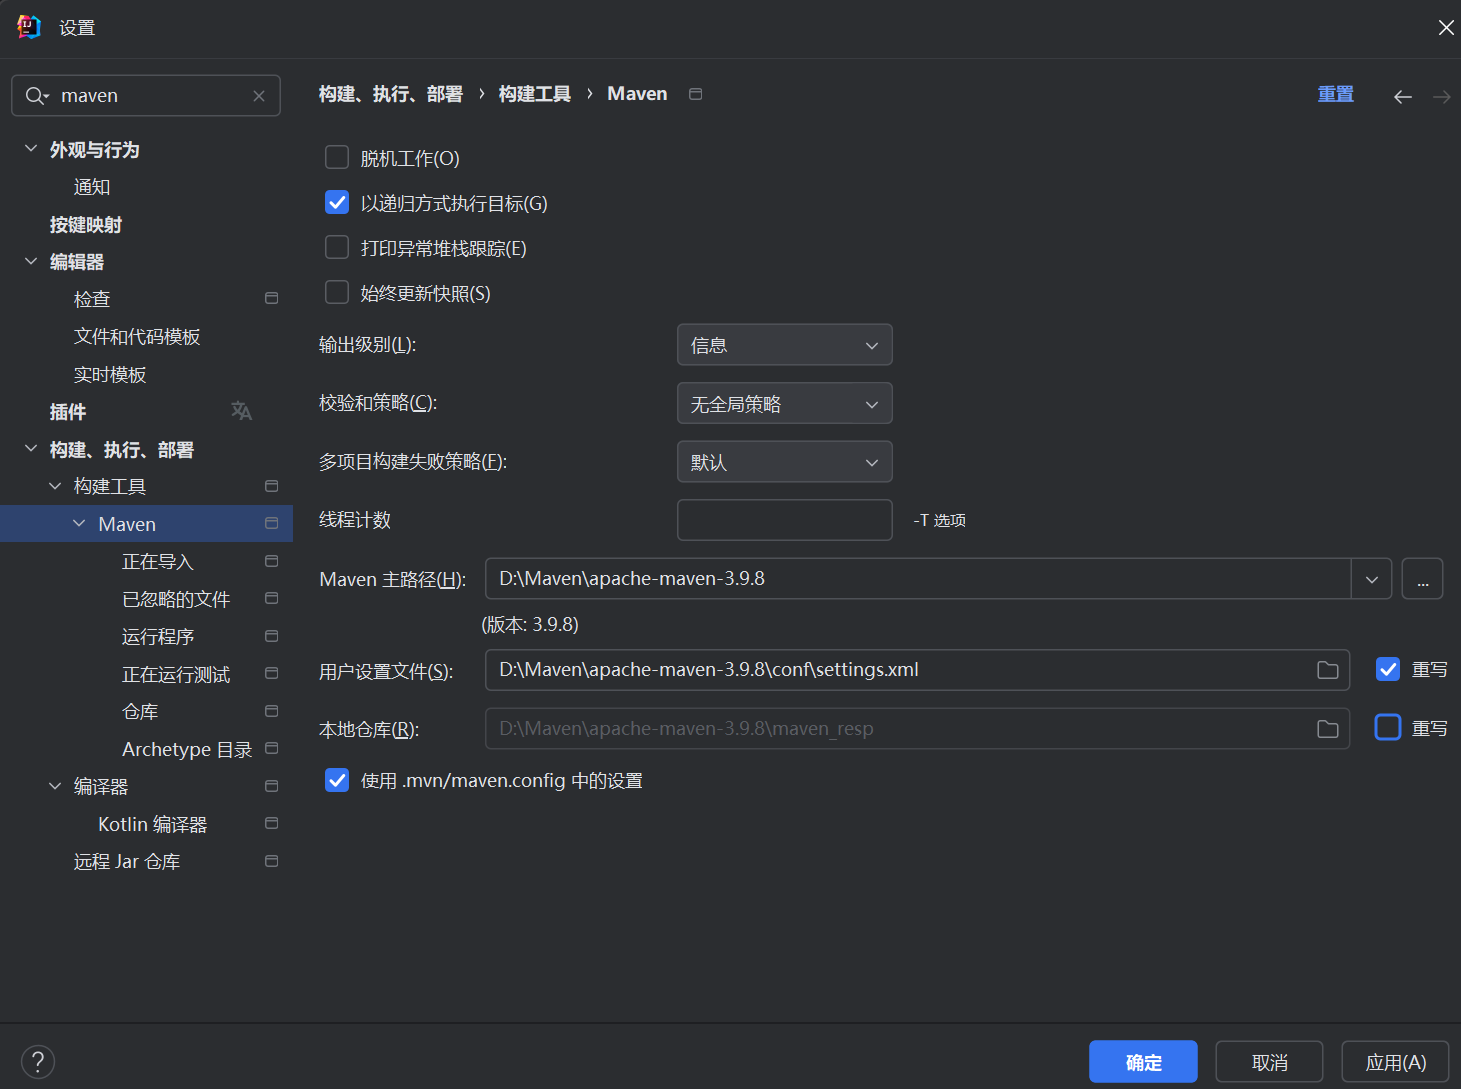 设置
maven
外观与行为
通知
按键映射
编辑器
检查
文件和代码模板
实时模板
插件
构建、执行、部署
构建工具
Maven
正在导入
已忽略的文件
运行程序
正在运行测试
仓库
Archetype 目录
编译器
Kotlin 编译器
远程 Jar 仓库
构建、执行、部署 › 构建工具 › Maven
重置
脱机工作(O)
以递归方式执行目标(G)
打印异常堆栈跟踪(E)
始终更新快照(S)
输出级别(L): 信息
校验和策略(C): 无全局策略
多项目构建失败策略(F): 默认
线程计数 -T 选项
Maven 主路径(H): D:\Maven\apache-maven-3.9.8 ...
(版本: 3.9.8)
用户设置文件(S): D:\Maven\apache-maven-3.9.8\conf\settings.xml 重写
本地仓库(R): D:\Maven\apache-maven-3.9.8\maven_resp 重写
使用 .mvn/maven.config 中的设置
? 确定 取消 应用(A)